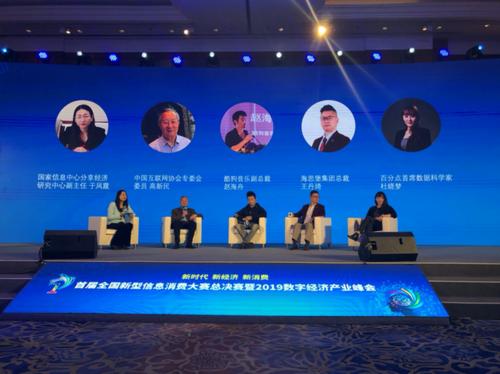 赵海
国家信息中心分享经济
研究中心副主任 于凤霞
中国互联网协会专委会
委员 高新民
酷狗音乐副总裁
赵海舟
海思堡集团总裁
王丹靖
百分点首席数据科学家
杜晓梦
新时代 新经济 新消费
首届全国新型信息消费大赛总决赛暨2019数字经济产业峰会